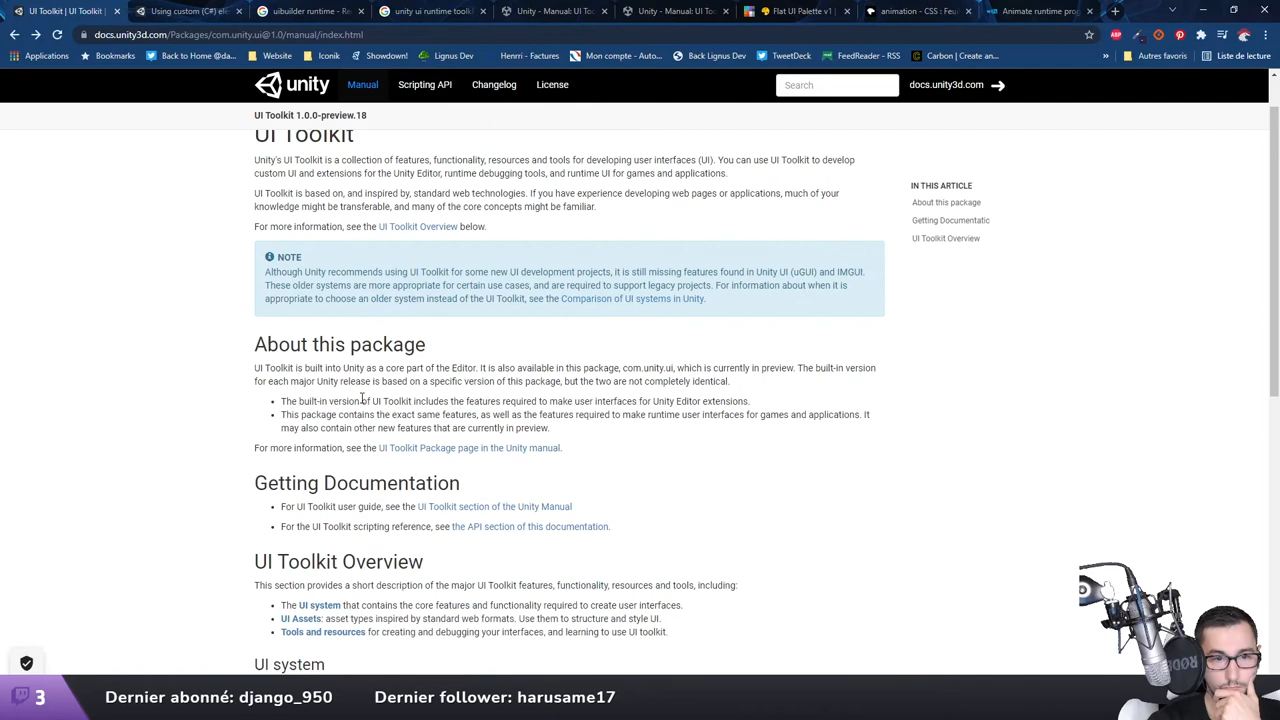 UI Toolkit | UI Toolkit
Using custom {C#} el
UIbuilder runtime - Re
unity runtime toolki
Unity - Manual: UI To
Unity - Manual: UI To
Flat UI Palette v1 |
animation - CSS : Feu
Animate runtime pro
docs.unity3d.com/Packages/com.unity.ui@1.0/manual/index.html
Applications
Back to Home @Dan
Website
Iconik
Showdown!
Lignus Dev
Henri - Factures
Mon compte - Auto...
Back Lignus Dev
TweetDeck
FeedReader - RSS
Carbon | Create an...
»
Autres favoris
Liste de lecture
unity
Manual
Scripting API
Changelog
License
Search
docs.unity3d.com
UI Toolkit 1.0.0-preview.18
UI Toolkit
Unity's UI Toolkit is a collection of features, functionality, resources and tools for developing user interfaces (UI). You can use UI Toolkit to develop
custom UI and extensions for the Unity Editor, runtime debugging tools, and runtime UI for games and applications.
UI Toolkit is based on, and inspired by, standard web technologies. If you have experience developing web pages or applications, much of your
knowledge might be transferable, and many of the core concepts might be familiar.
For more information, see the UI Toolkit Overview below.
NOTE
Although Unity recommends using UI Toolkit for some new UI development projects, it is still missing features found in Unity UI (uGUI) and IMGUI.
These older systems are more appropriate for certain use cases, and are required to support legacy projects. For information about when it is
appropriate to choose an older system instead of the UI Toolkit, see the Comparison of UI systems in Unity.
IN THIS ARTICLE
About this package
Getting Documentatic
UI Toolkit Overview
About this package
UI Toolkit is built into Unity as a core part of the Editor. It is also available in this package, com.unity.ui, which is currently in preview. The built-in version
for each major Unity release is based on a specific version of this package, but the two are not completely identical.
• The built-in version of UI Toolkit includes the features required to make user interfaces for Unity Editor extensions.
• This package contains the exact same features, as well as the features required to make runtime user interfaces for games and applications. It
may also contain other new features that are currently in preview.
For more information, see the UI Toolkit Package page in the Unity manual.
Getting Documentation
• For UI Toolkit user guide, see the UI Toolkit section of the Unity Manual
• For the UI Toolkit scripting reference, see the API section of this documentation.
UI Toolkit Overview
This section provides a short description of the major UI Toolkit features, functionality, resources and tools, including:
• The UI system that contains the core features and functionality required to create user interfaces.
• UI Assets: asset types inspired by standard web formats. Use them to structure and style UI.
• Tools and resources for creating and debugging your interfaces, and learning to use UI toolkit.
UI system
RØDE
3
Dernier abonné: django_950
Dernier follower: harusame17